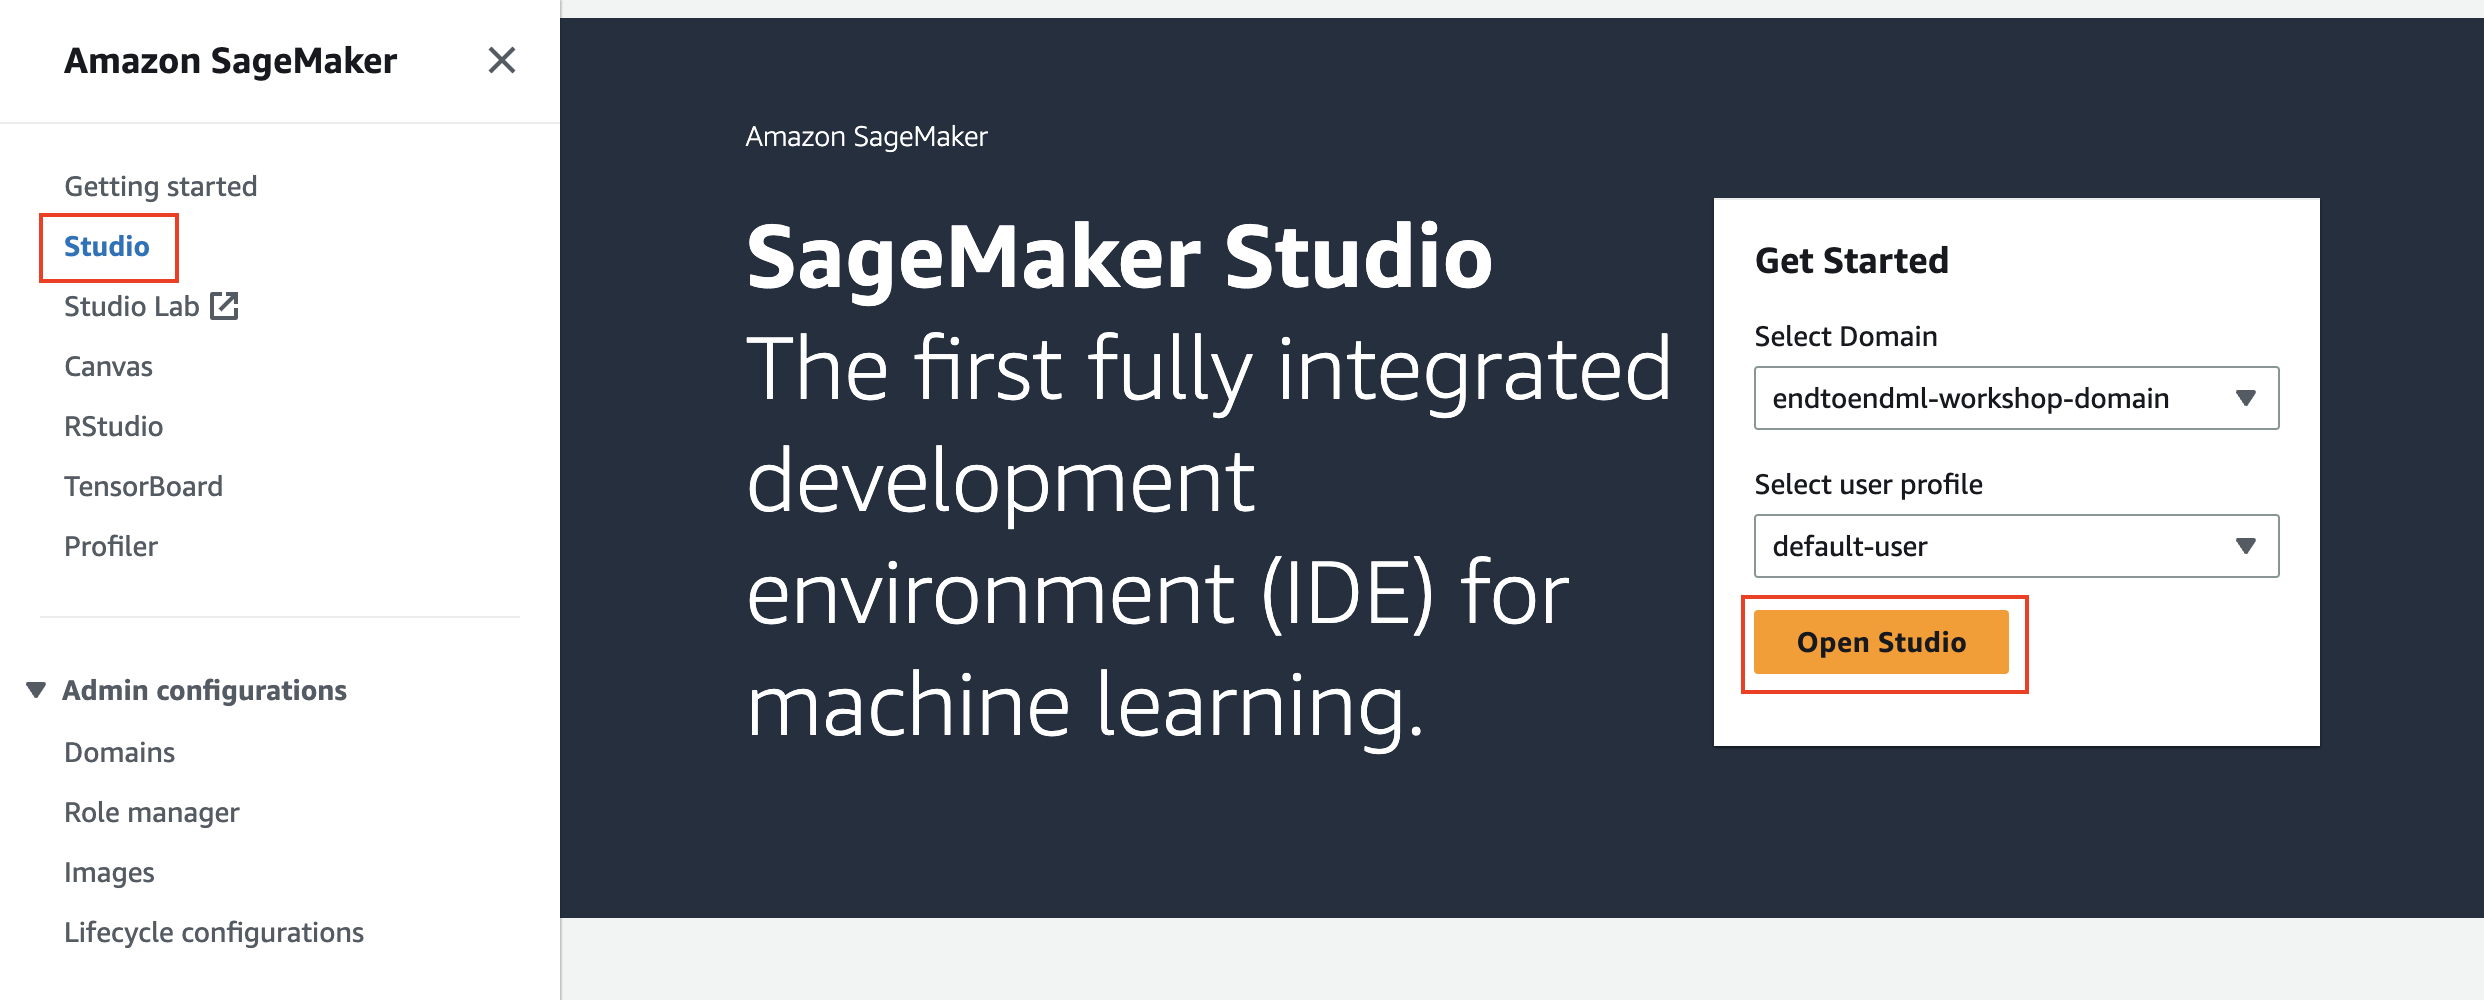 Amazon SageMaker
Getting started
Studio
Studio Lab
Canvas
RStudio
TensorBoard
Profiler
Admin configurations
Domains
Role manager
Images
Lifecycle configurations
Amazon SageMaker
SageMaker Studio
The first fully integrated
development
environment (IDE) for
machine learning.
Get Started
Select Domain
endtoendml-workshop-domain
Select user profile
default-user
Open Studio